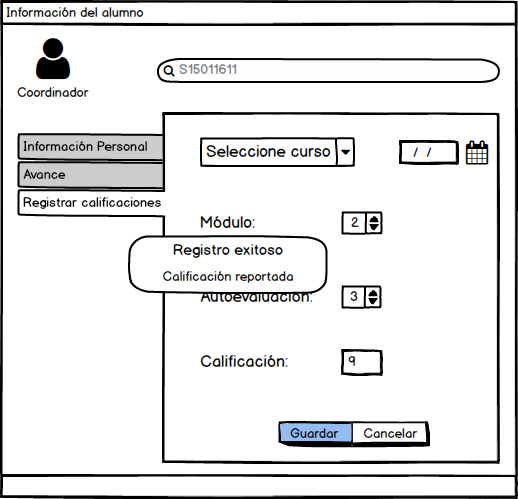 Información del alumno
S15011611
Coordinador
Información Personal
Avance
Registrar calificaciones
Seleccione curso
/ /
Módulo:
2
Registro exitoso
Calificación reportada
Autoevaluación:
3
Calificación:
9
Guardar
Cancelar